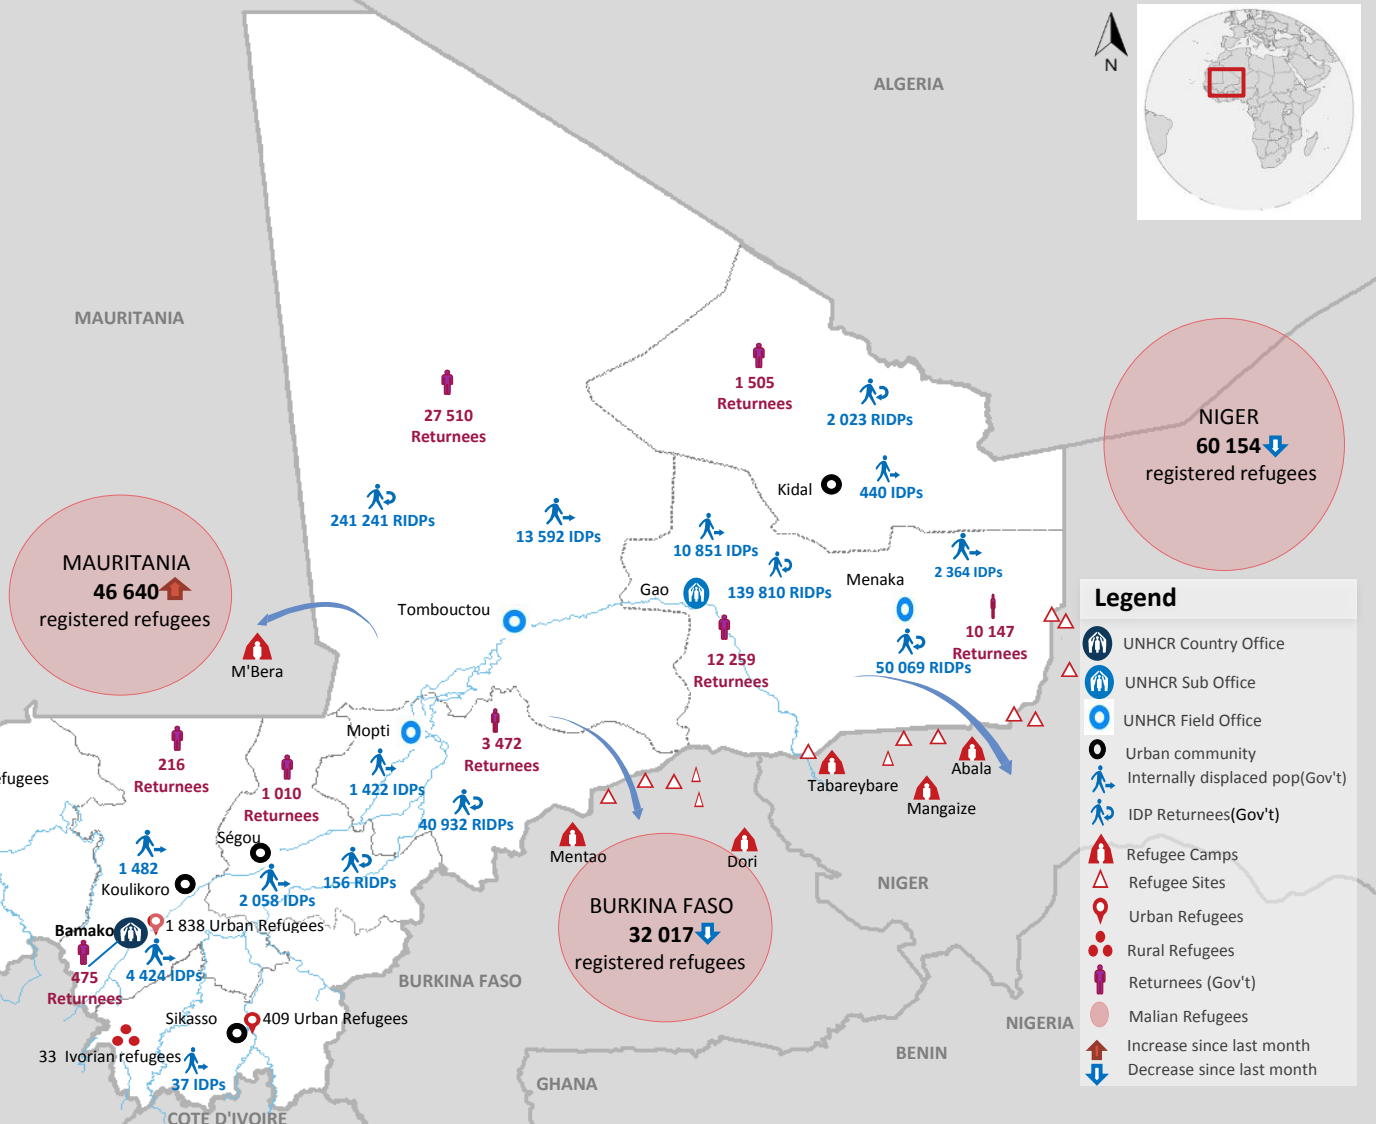 N
ALGERIA
MAURITANIA
1 505
Returnees
2 023 RIDPs
27 510
Returnees
NIGER
60 154
registered refugees
Kidal
440 IDPs
241 241 RIDPs
13 592 IDPs
10 851 IDPs
2 364 IDPs
MAURITANIA
46 640
registered refugees
Gao
139 810 RIDPs
Menaka
Tombouctou
10 147
Returnees
12 259
Returnees
50 069 RIDPs
M'Bera
Mopti
3 472
Returnees
216
Returnees
efugees
1 010
Returnees
1 422 IDPs
40 932 RIDPs
Abala
Tabareybare
Mangaize
Ségou
Mentao
Dori
1 482
Koulikoro
156 RIDPs
2 058 IDPs
NIGER
BURKINA FASO
32 017
registered refugees
Bamako
1 838 Urban Refugees
475
Returnees
4 424 IDPs
BURKINA FASO
Sikasso
409 Urban Refugees
NIGERIA
33 Ivorian refugees
37 IDPs
BENIN
GHANA
COTE D'IVOIRE
Legend
UNHCR Country Office
UNHCR Sub Office
UNHCR Field Office
Urban community
Internally displaced pop(Gov't)
IDP Returnees(Gov't)
Refugee Camps
Refugee Sites
Urban Refugees
Rural Refugees
Returnees (Gov't)
Malian Refugees
Increase since last month
Decrease since last month